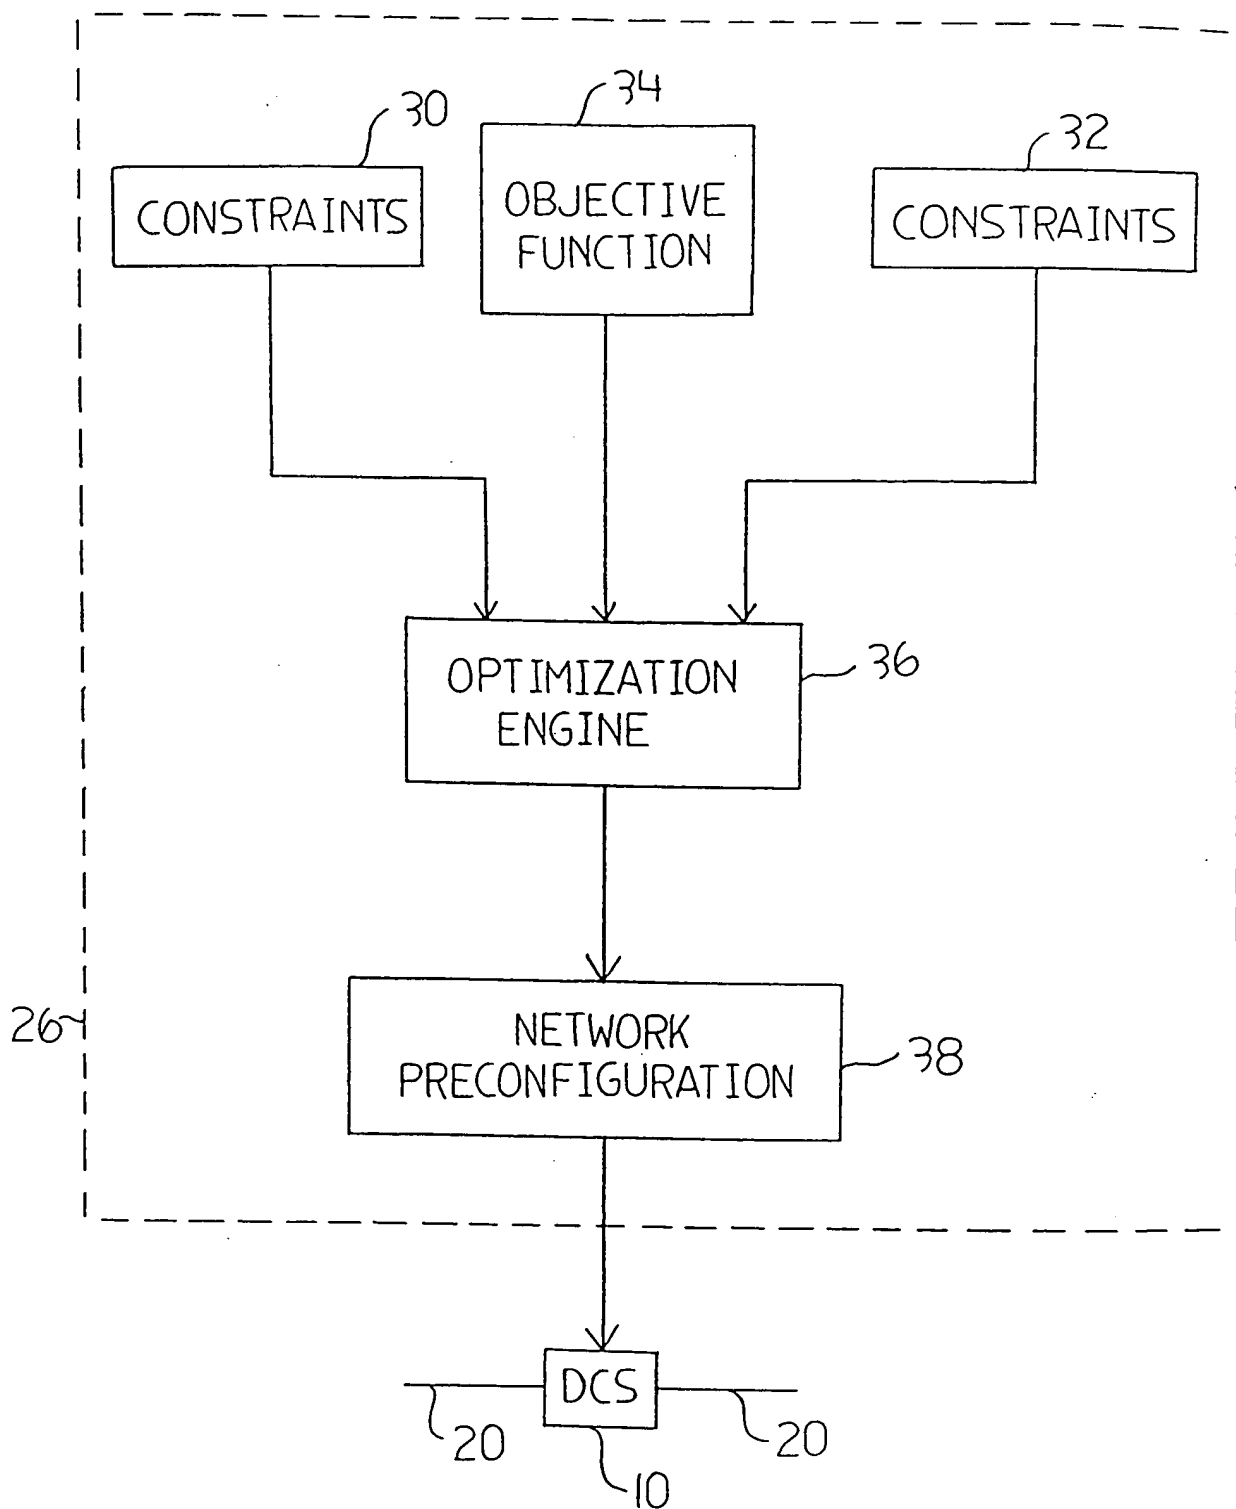 30
34
32
CONSTRAINTS
OBJECTIVE
FUNCTION
CONSTRAINTS
OPTIMIZATION
ENGINE
36
26
NETWORK
PRECONFIGURATION
38
DCS
20
20
10